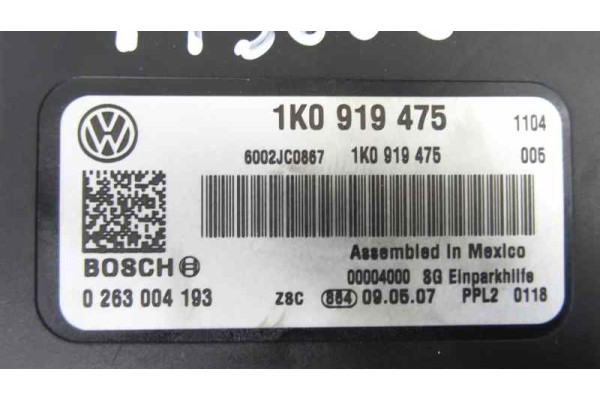 1K0 919 475 1104
6002JC0867 1K0 919 475 005
Assembled In Mexico
BOSCH 00004000 SG Einparkhilfe
0 263 004 193 Z8C 864 09.05.07 PPL2 0118